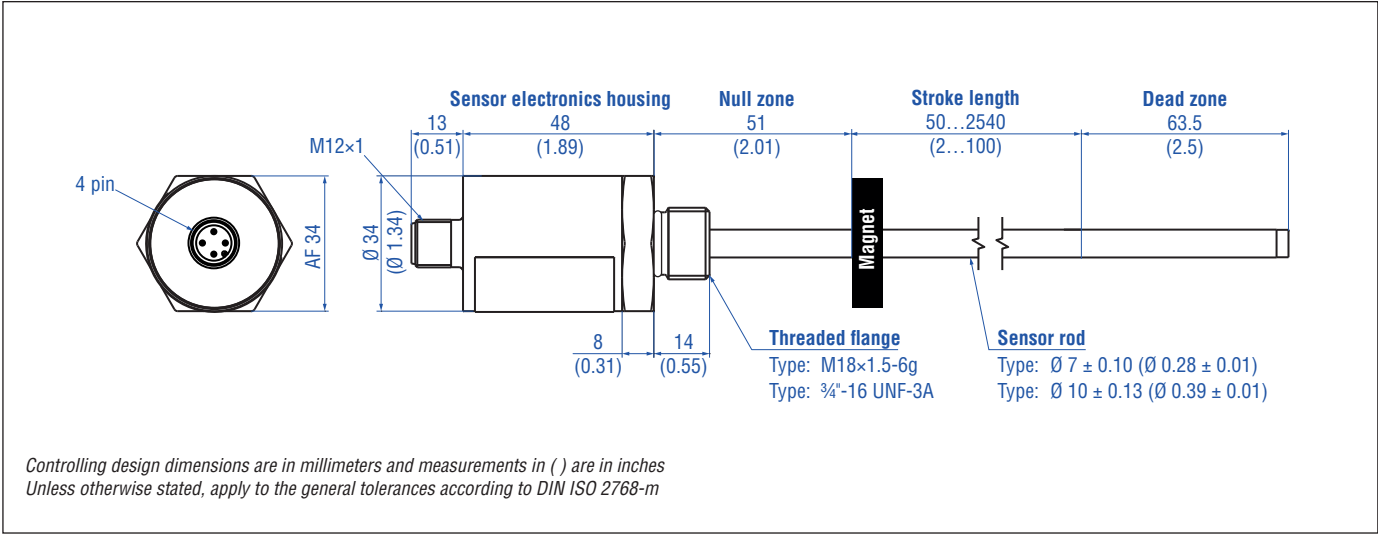 Sensor electronics housing
Null zone
Stroke length
Dead zone
13
(0.51)
48
(1.89)
51
(2.01)
50…2540
(2…100)
63.5
(2.5)
M12×1
4 pin
AF 34
Ø 34
(Ø 1.34)
Magnet
8
(0.31)
14
(0.55)
Threaded flange
Type: M18×1.5-6g
Type: ¾"-16 UNF-3A
Sensor rod
Type: Ø 7 ± 0.10 (Ø 0.28 ± 0.01)
Type: Ø 10 ± 0.13 (Ø 0.39 ± 0.01)
Controlling design dimensions are in millimeters and measurements in ( ) are in inches
Unless otherwise stated, apply to the general tolerances according to DIN ISO 2768-m